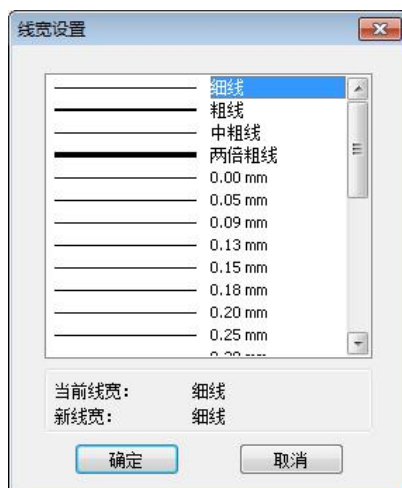 线宽设置
细线
粗线
中粗线
两倍粗线
0.00 mm
0.05 mm
0.09 mm
0.13 mm
0.15 mm
0.18 mm
0.20 mm
0.25 mm
当前线宽: 细线
新线宽: 细线
确定 取消